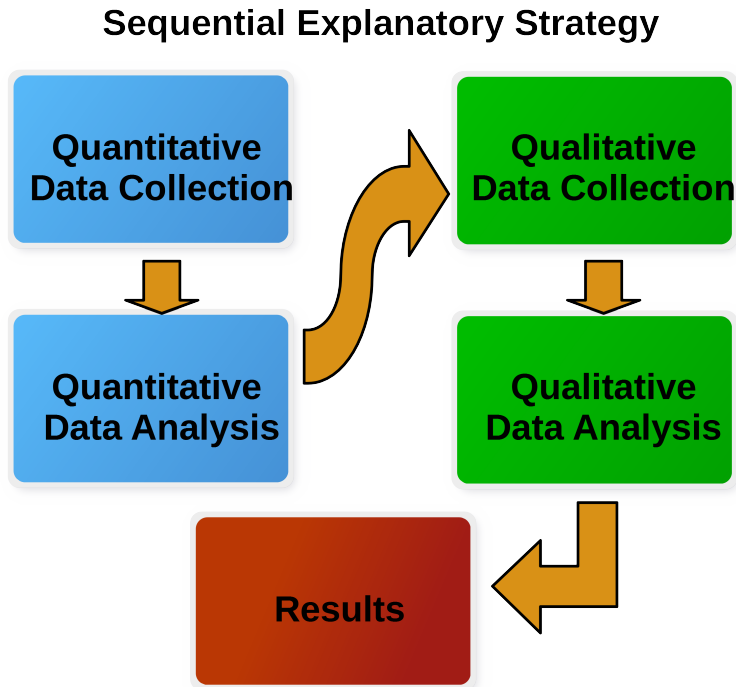 Sequential Explanatory Strategy
Quantitative
Data Collection
Quantitative
Data Analysis
Qualitative
Data Collection
Qualitative
Data Analysis
Results